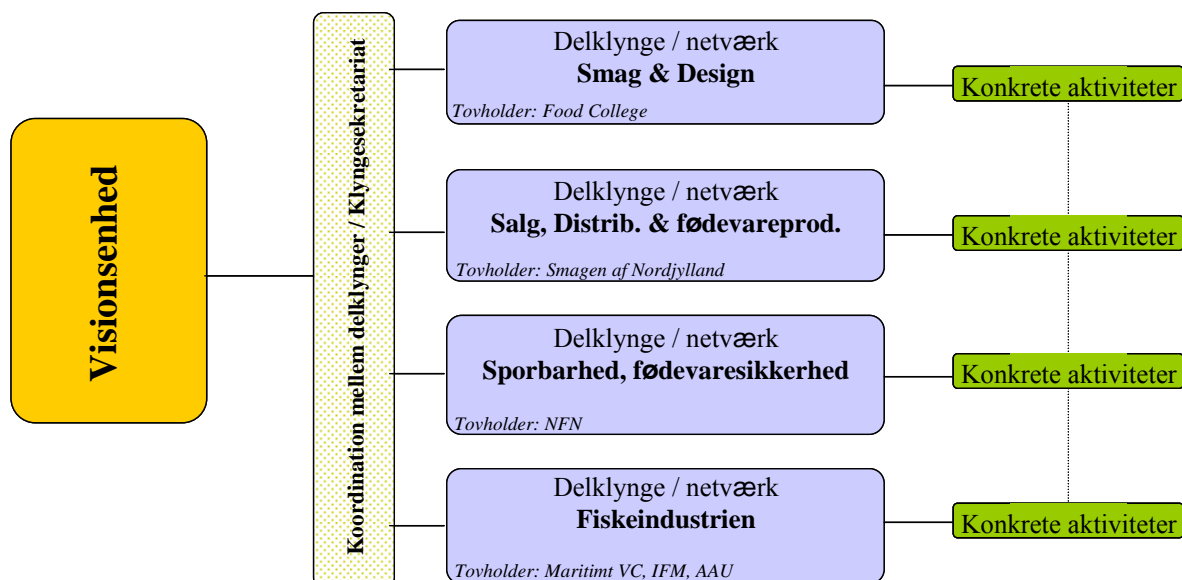 Visionsenhed
Koordination mellem delklynger / Klyngesekretariat
Delklynge / netværk
Smag & Design
Tovholder: Food College
Konkrete aktiviteter
Delklynge / netværk
Salg, Distrib. & fødevareprod.
Tovholder: Smagen af Nordjylland
Konkrete aktiviteter
Delklynge / netværk
Sporbarhed, fødevaresikkerhed
Tovholder: NFN
Konkrete aktiviteter
Delklynge / netværk
Fiskeindustrien
Tovholder: Maritimt VC, IFM, AAU
Konkrete aktiviteter